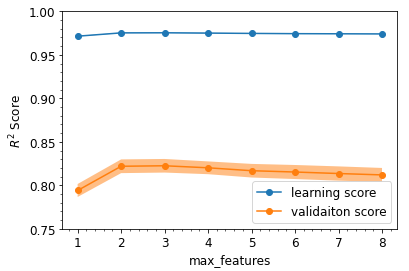 1.00
0.95
0.90
0.85
0.80
0.75
R² Score
learning score
validaiton score
1 2 3 4 5 6 7 8
max_features